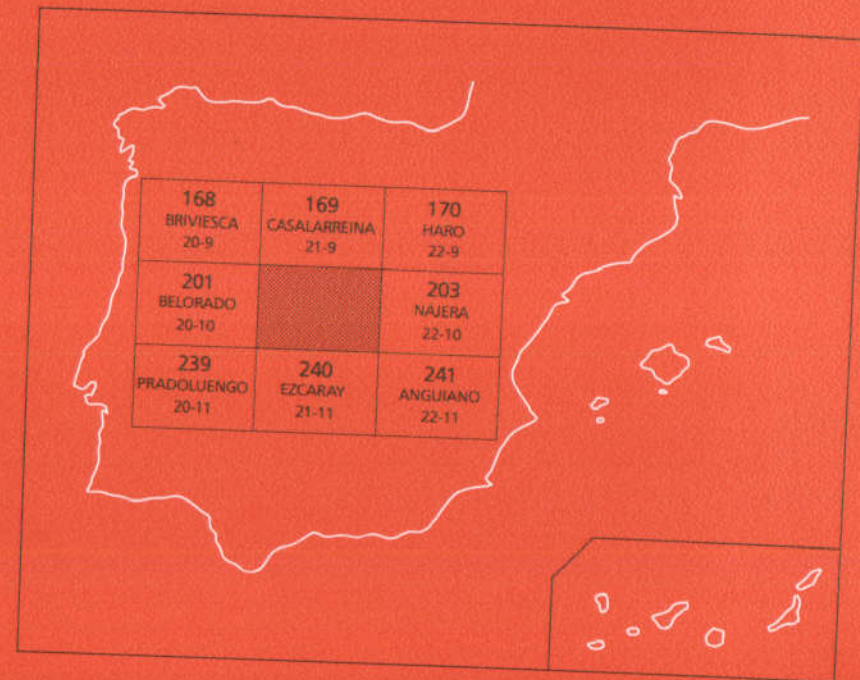 168
BRIVIESCA
20-9
169
CASALARREINA
21-9
170
HARO
22-9
201
BELORADO
20-10
203
NAJERA
22-10
239
PRADOLUENGO
20-11
240
EZCARAY
21-11
241
ANGUIANO
22-11